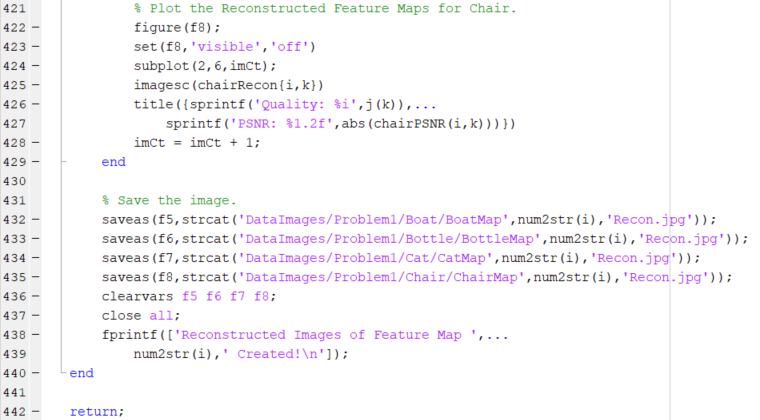 421 % Plot the Reconstructed Feature Maps for Chair.
422 – figure(f8);
423 – set(f8,'visible','off')
424 – subplot(2,6,imCt);
425 – imagesc(chairRecon{i,k})
426 – title({sprintf('Quality: %i',j(k)),...
427 sprintf('PSNR: %1.2f',abs(chairPSNR(i,k)))})
428 – imCt = imCt + 1;
429 – end
430
431 % Save the image.
432 – saveas(f5,strcat('DataImages/Problem1/Boat/BoatMap',num2str(i),'Recon.jpg'));
433 – saveas(f6,strcat('DataImages/Problem1/Bottle/BottleMap',num2str(i),'Recon.jpg'));
434 – saveas(f7,strcat('DataImages/Problem1/Cat/CatMap',num2str(i),'Recon.jpg'));
435 – saveas(f8,strcat('DataImages/Problem1/Chair/ChairMap',num2str(i),'Recon.jpg'));
436 – clearvars f5 f6 f7 f8;
437 – close all;
438 – fprintf(['Reconstructed Images of Feature Map ',...
439 num2str(i),' Created!\n']);
440 – end
441
442 – return;